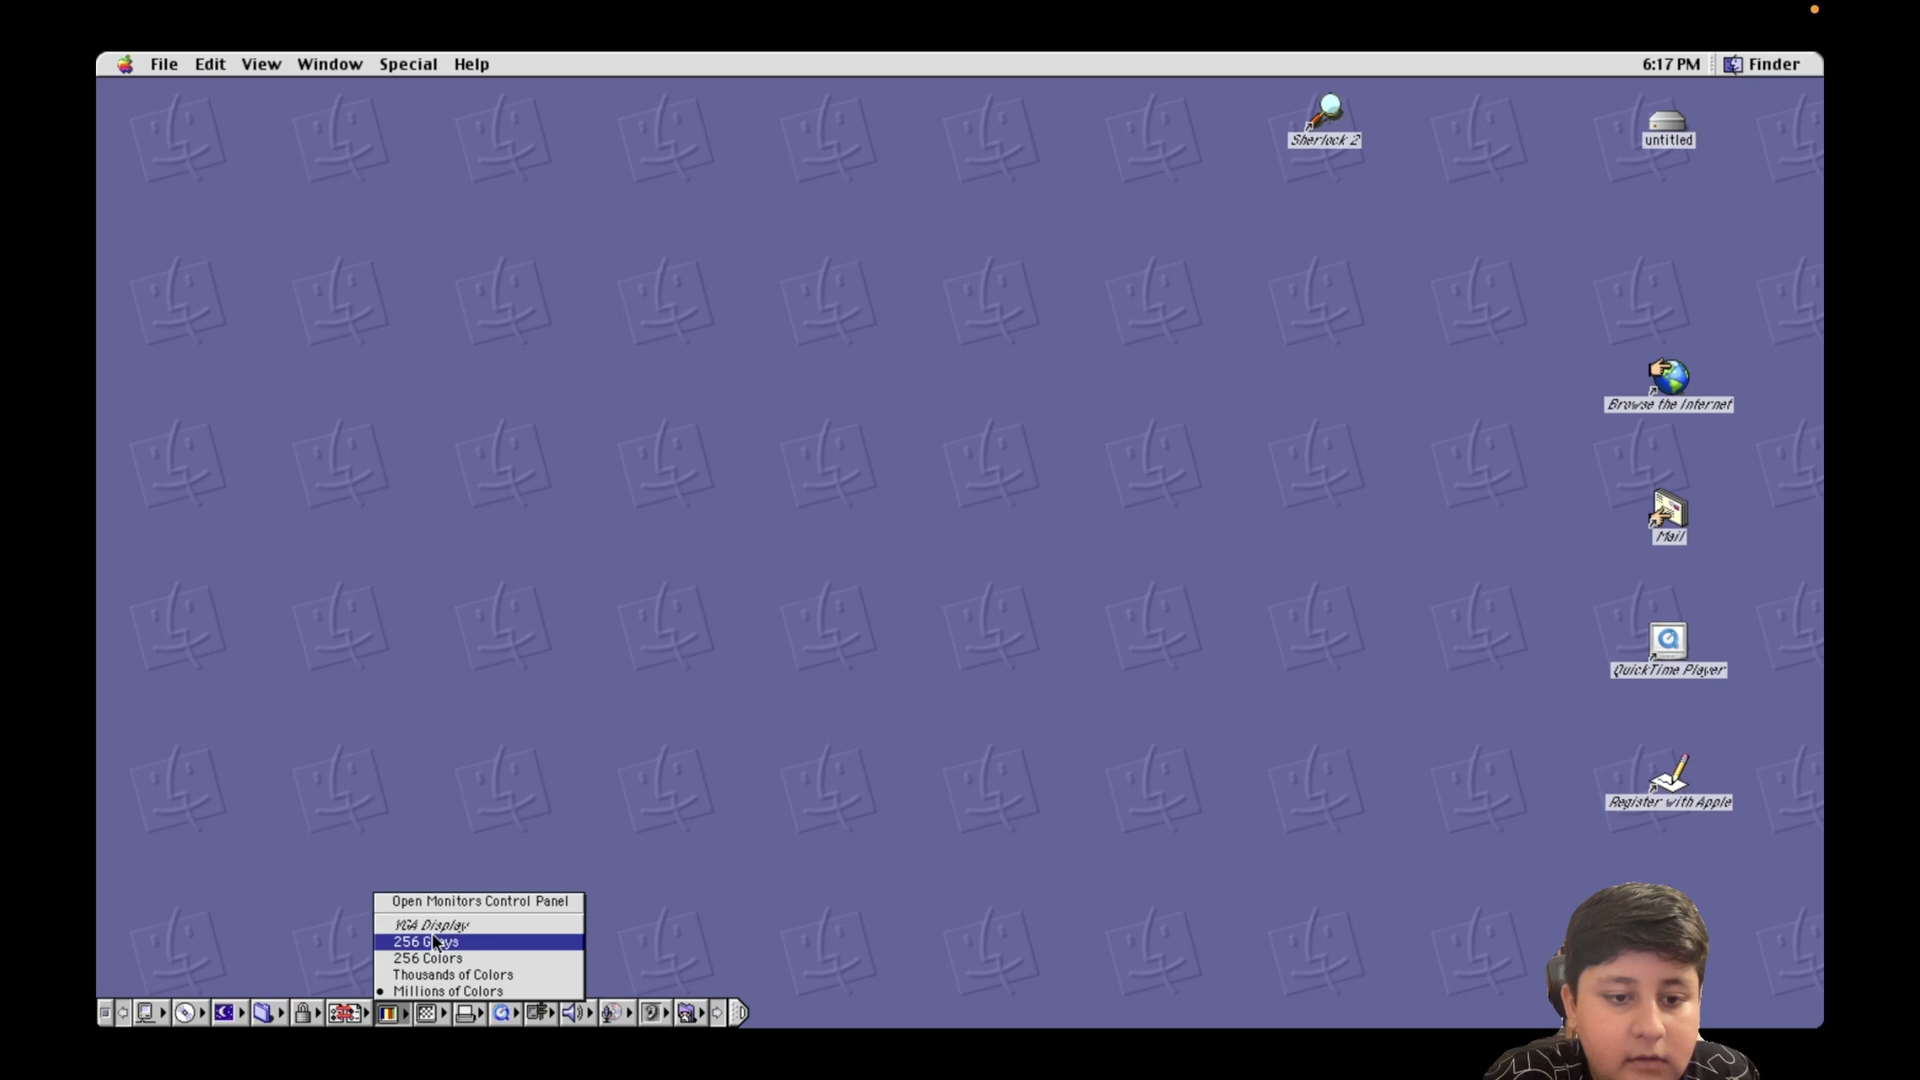 File Edit View Window Special Help 6:17 PM Finder
Sherlock 2
untitled
Browse the Internet
Mail
QuickTime Player
Register with Apple
Open Monitors Control Panel
VGA Display
256 Grays
256 Colors
Thousands of Colors
Millions of Colors